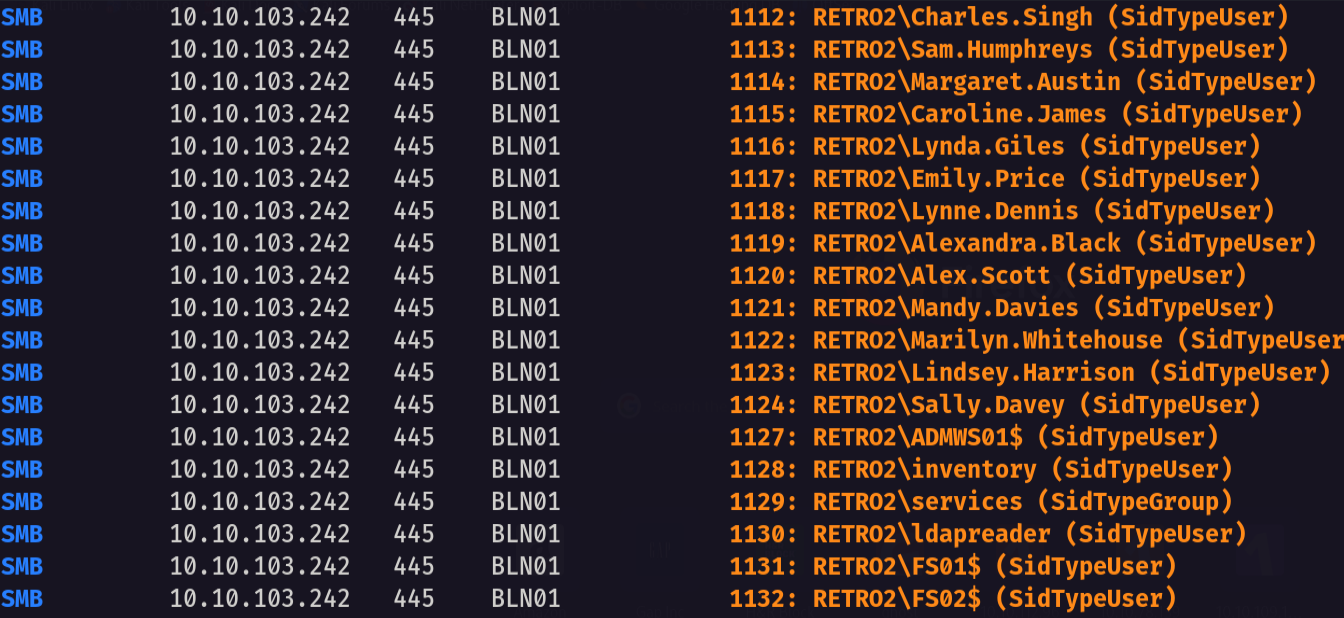 SMB 10.10.103.242 445 BLN01 1112: RETRO2\Charles.Singh (SidTypeUser)
SMB 10.10.103.242 445 BLN01 1113: RETRO2\Sam.Humphreys (SidTypeUser)
SMB 10.10.103.242 445 BLN01 1114: RETRO2\Margaret.Austin (SidTypeUser)
SMB 10.10.103.242 445 BLN01 1115: RETRO2\Caroline.James (SidTypeUser)
SMB 10.10.103.242 445 BLN01 1116: RETRO2\Lynda.Giles (SidTypeUser)
SMB 10.10.103.242 445 BLN01 1117: RETRO2\Emily.Price (SidTypeUser)
SMB 10.10.103.242 445 BLN01 1118: RETRO2\Lynne.Dennis (SidTypeUser)
SMB 10.10.103.242 445 BLN01 1119: RETRO2\Alexandra.Black (SidTypeUser)
SMB 10.10.103.242 445 BLN01 1120: RETRO2\Alex.Scott (SidTypeUser)
SMB 10.10.103.242 445 BLN01 1121: RETRO2\Mandy.Davies (SidTypeUser)
SMB 10.10.103.242 445 BLN01 1122: RETRO2\Marilyn.Whitehouse (SidTypeUser
SMB 10.10.103.242 445 BLN01 1123: RETRO2\Lindsey.Harrison (SidTypeUser)
SMB 10.10.103.242 445 BLN01 1124: RETRO2\Sally.Davey (SidTypeUser)
SMB 10.10.103.242 445 BLN01 1127: RETRO2\ADMWS01$ (SidTypeUser)
SMB 10.10.103.242 445 BLN01 1128: RETRO2\inventory (SidTypeUser)
SMB 10.10.103.242 445 BLN01 1129: RETRO2\services (SidTypeGroup)
SMB 10.10.103.242 445 BLN01 1130: RETRO2\ldapreader (SidTypeUser)
SMB 10.10.103.242 445 BLN01 1131: RETRO2\FS01$ (SidTypeUser)
SMB 10.10.103.242 445 BLN01 1132: RETRO2\FS02$ (SidTypeUser)